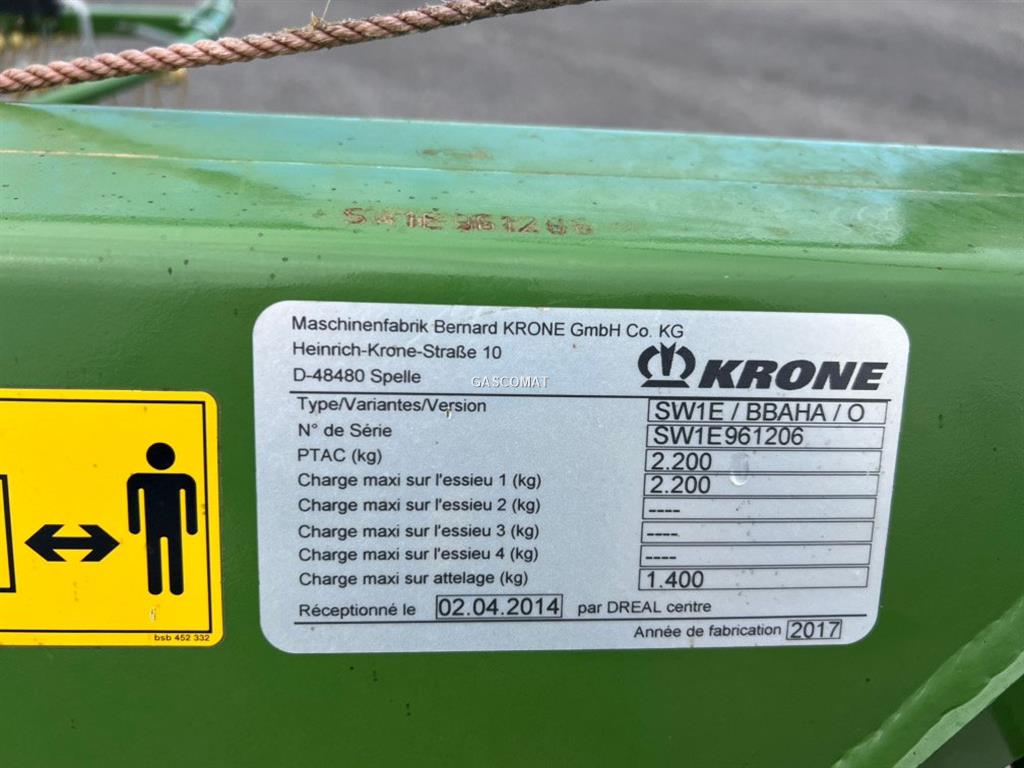 SW1E961206
Maschinenfabrik Bernard KRONE GmbH Co. KG
Heinrich-Krone-Straße 10
D-48480 Spelle
KRONE
GASCOMAT
Type/Variantes/Version SW1E / BBAHA / O
N° de Série SW1E961206
PTAC (kg) 2.200
Charge maxi sur l'essieu 1 (kg) 2.200
Charge maxi sur l'essieu 2 (kg) ----
Charge maxi sur l'essieu 3 (kg) ----
Charge maxi sur l'essieu 4 (kg) ----
Charge maxi sur attelage (kg) 1.400
Réceptionné le 02.04.2014 par DREAL centre
Année de fabrication 2017
bsb 452 332